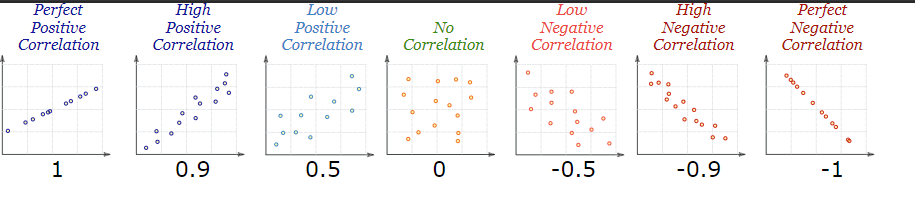 Perfect
Positive
Correlation
High
Positive
Correlation
Low
Positive
Correlation
No
Correlation
Low
Negative
Correlation
High
Negative
Correlation
Perfect
Negative
Correlation
1
0.9
0.5
0
-0.5
-0.9
-1